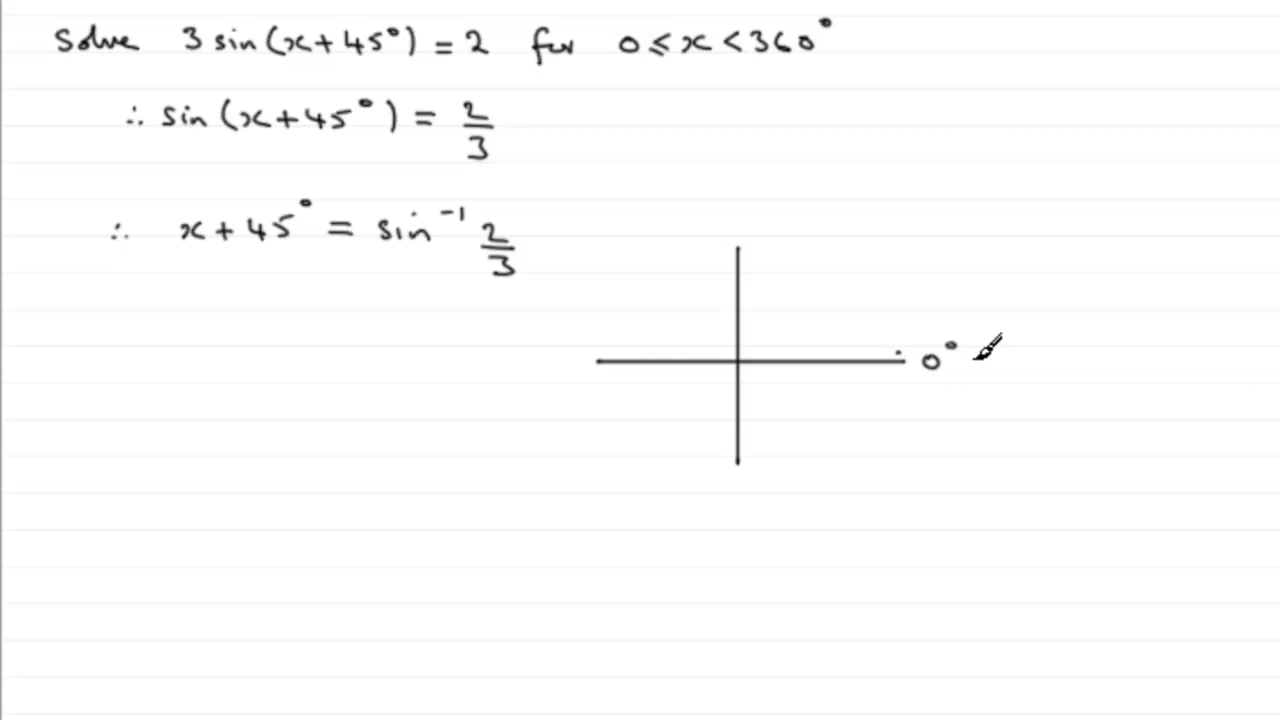 Solve 3 sin(x+45°) = 2 for 0 ≤ x < 360°
∴ sin(x+45°) = 2/3
∴ x+45° = sin⁻¹ 2/3
0°